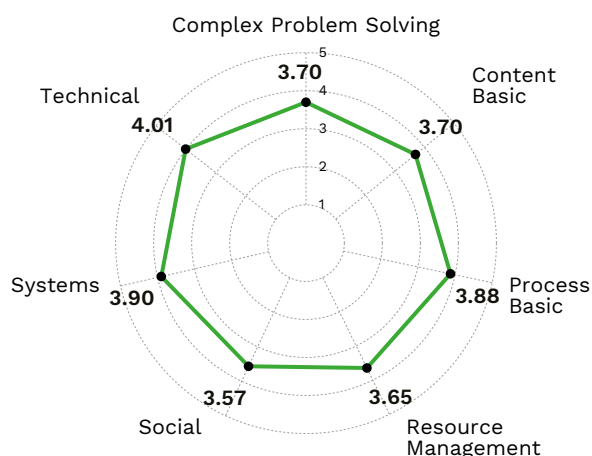 Complex Problem Solving
5
3.70
4
Content
Basic
Technical
4.01
3.70
3
2
1
Systems
3.90
3.88
Process
Basic
3.57
3.65
Social
Resource
Management